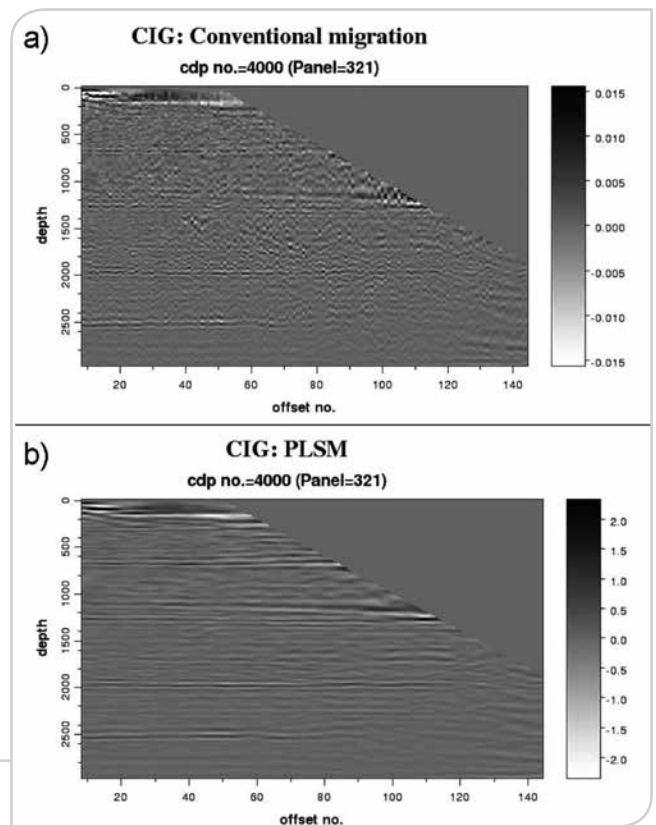 a)
CIG: Conventional migration
cdp no.=4000 (Panel=321)
0
500
1000
1500
2000
2500
depth
20 40 60 80 100 120 140
offset no.
0.015
0.010
0.005
0.000
-0.005
-0.010
-0.015
b)
CIG: PLSM
cdp no.=4000 (Panel=321)
0
500
1000
1500
2000
2500
depth
20 40 60 80 100 120 140
offset no.
2.0
1.5
1.0
0.5
0.0
-0.5
-1.0
-1.5
-2.0